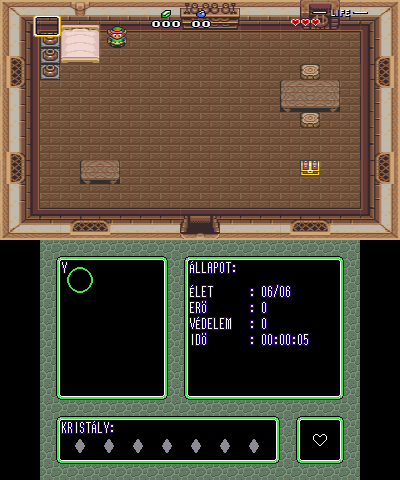 -LIFE-
000 00
Y
ÁLLAPOT:
ÉLET : 06/06
ERŐ : 0
VÉDELEM : 0
IDŐ : 00:00:05
KRISTÁLY: